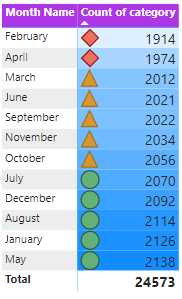 Month Name Count of category
February 1914
April 1974
March 2012
June 2021
September 2022
November 2034
October 2056
July 2070
December 2092
August 2114
January 2126
May 2138
Total 24573